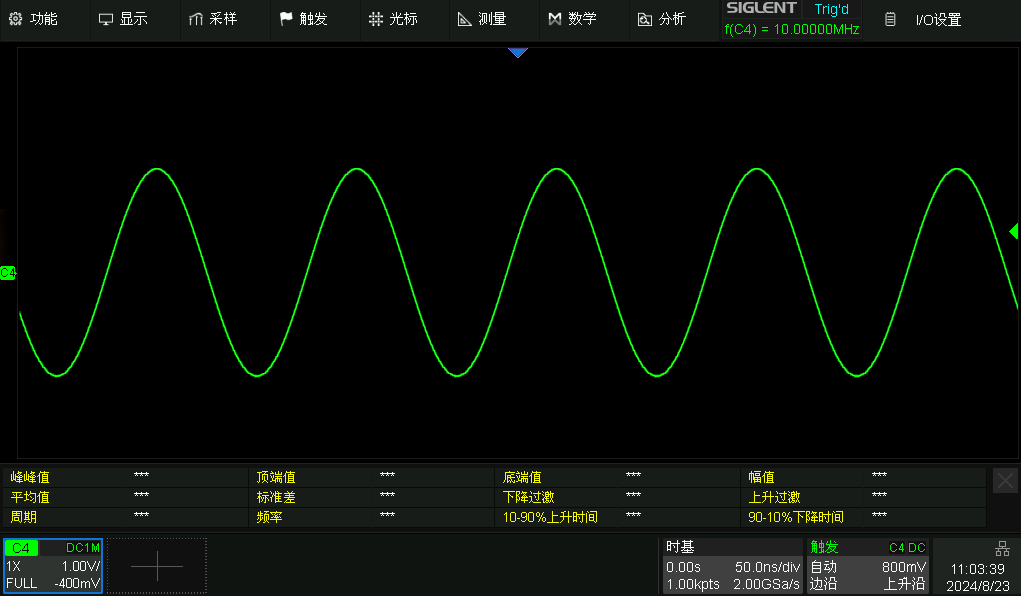 功能 显示 采样 触发 光标 测量 数学 分析 SIGLENT Trig'd I/O设置
f(C4) = 10.00000MHz
C4
峰峰值 *** 顶端值 *** 底端值 *** 幅值 ***
平均值 *** 标准差 *** 下降过激 *** 上升过激 ***
周期 *** 频率 *** 10-90%上升时间 *** 90-10%下降时间 ***
C4 DC1M
1X 1.00V/
FULL -400mV
时基
0.00s 50.0ns/div
1.00kpts 2.00GSa/s
触发 C4 DC
自动 800mV
边沿 上升沿
11:03:39
2024/8/23